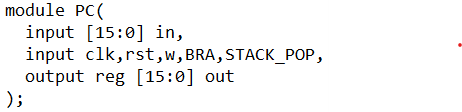 module PC(
input [15:0] in,
input clk,rst,w,BRA,STACK_POP,
output reg [15:0] out
);